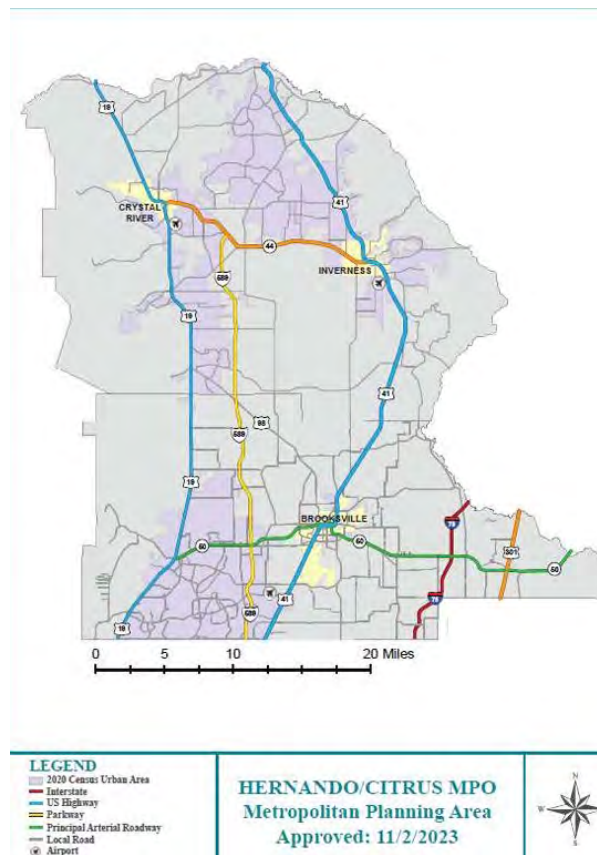 19
41
CRYSTAL
RIVER
44
INVERNESS
589
19
41
98
589
19
BROOKSVILLE
75
50
50
301
50
75
19
41
589
0 5 10 20 Miles
LEGEND
2020 Census Urban Area
Interstate
US Highway
Parkway
Principal Arterial Roadway
Local Road
Airport
HERNANDO/CITRUS MPO
Metropolitan Planning Area
Approved: 11/2/2023
N
W E
S